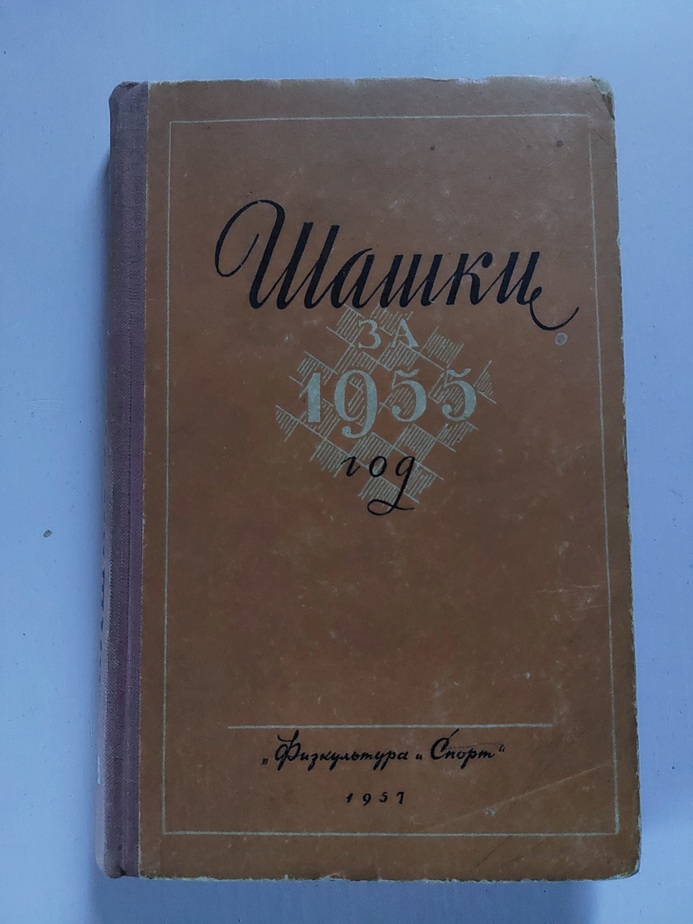 Шашки
ЗА
1955
год
„Физкультура и Спорт"
1957